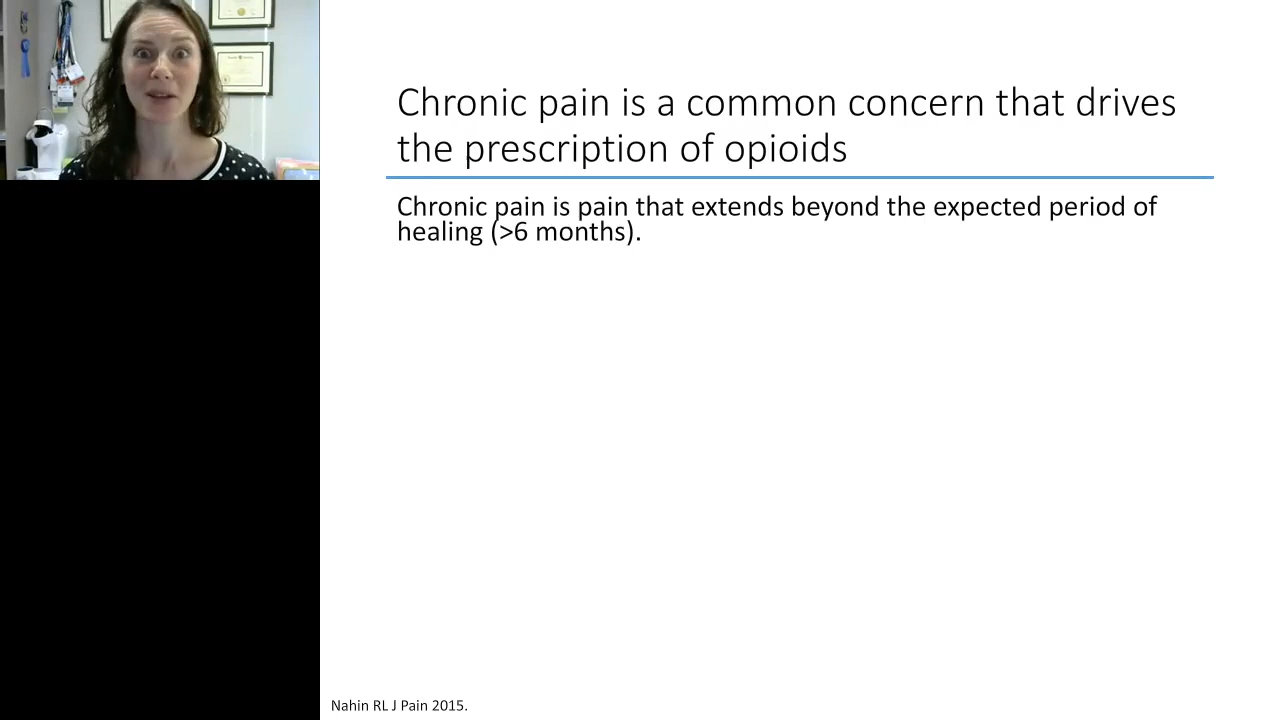 Chronic pain is a common concern that drives
the prescription of opioids
Chronic pain is pain that extends beyond the expected period of
healing (>6 months).
Nahin RL J Pain 2015.